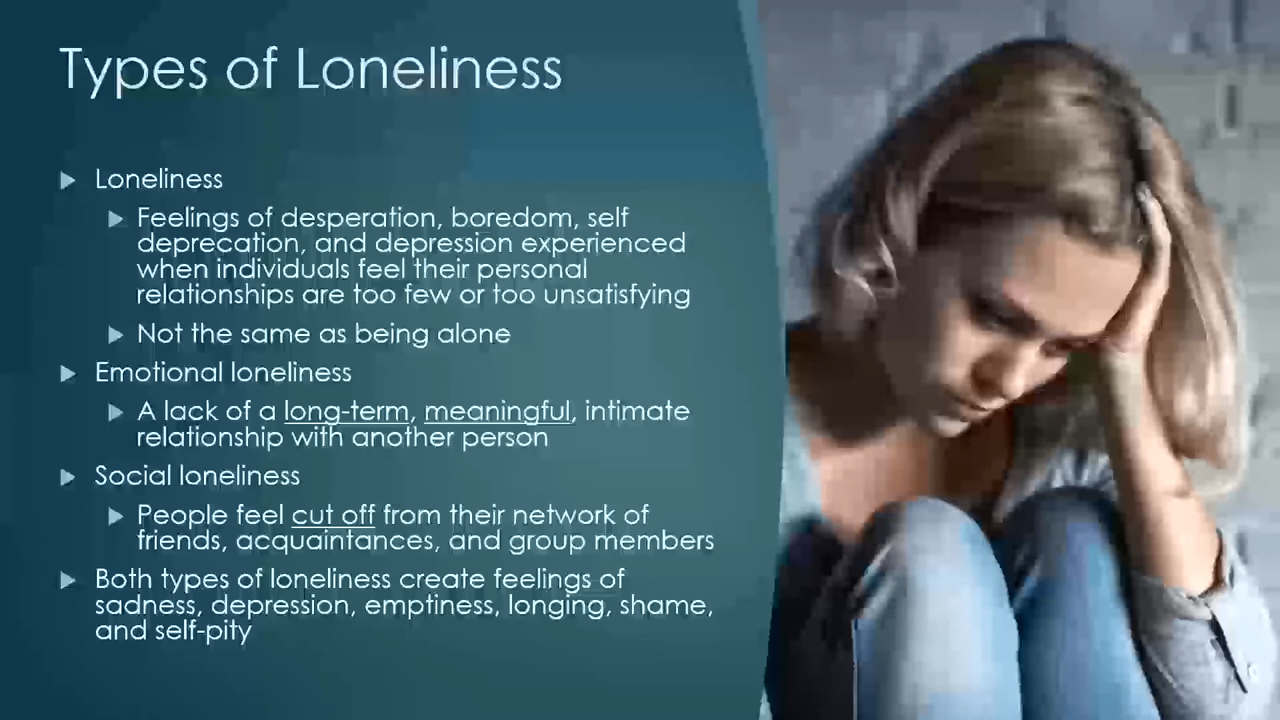 Types of Loneliness
Loneliness
Feelings of desperation, boredom, self
deprecation, and depression experienced
when individuals feel their personal
relationships are too few or too unsatisfying
Not the same as being alone
Emotional loneliness
A lack of a long-term, meaningful, intimate
relationship with another person
Social loneliness
People feel cut off from their network of
friends, acquaintances, and group members
Both types of loneliness create feelings of
sadness, depression, emptiness, longing, shame,
and self-pity